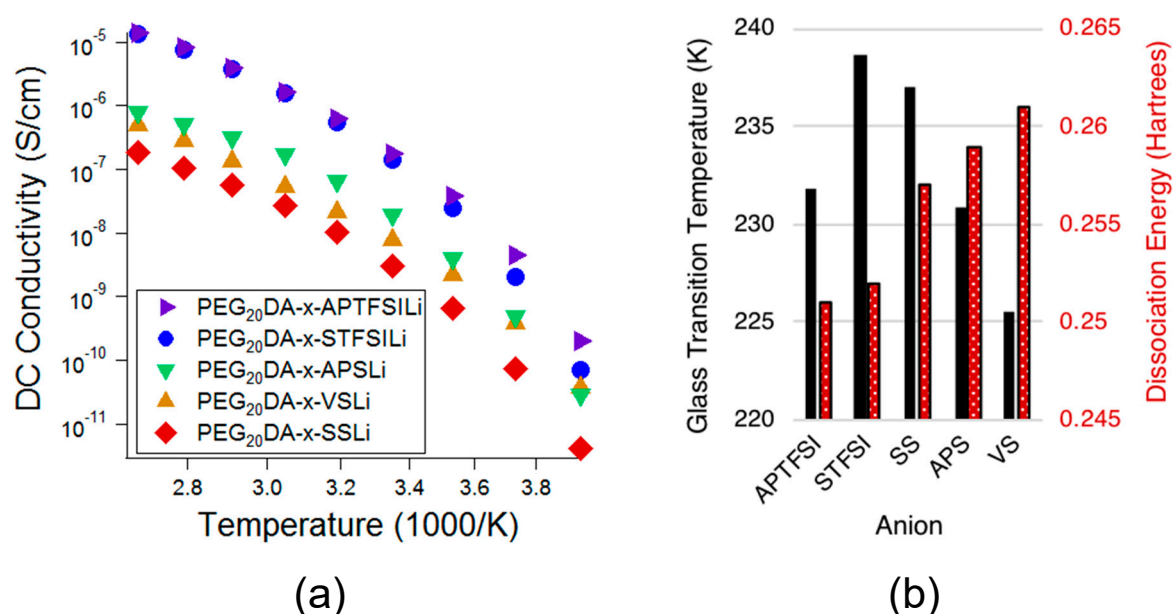 10⁻⁵
10⁻⁶
10⁻⁷
10⁻⁸
10⁻⁹
10⁻¹⁰
10⁻¹¹
DC Conductivity (S/cm)
PEG₂₀DA-x-APTFSILi
PEG₂₀DA-x-STFSILi
PEG₂₀DA-x-APSLi
PEG₂₀DA-x-VSLi
PEG₂₀DA-x-SSLi
2.8 3.0 3.2 3.4 3.6 3.8
Temperature (1000/K)
(a)
240
235
230
225
220
Glass Transition Temperature (K)
0.265
0.26
0.255
0.25
0.245
Dissociation Energy (Hartrees)
APTFSI STFSI SS APS VS
Anion
(b)